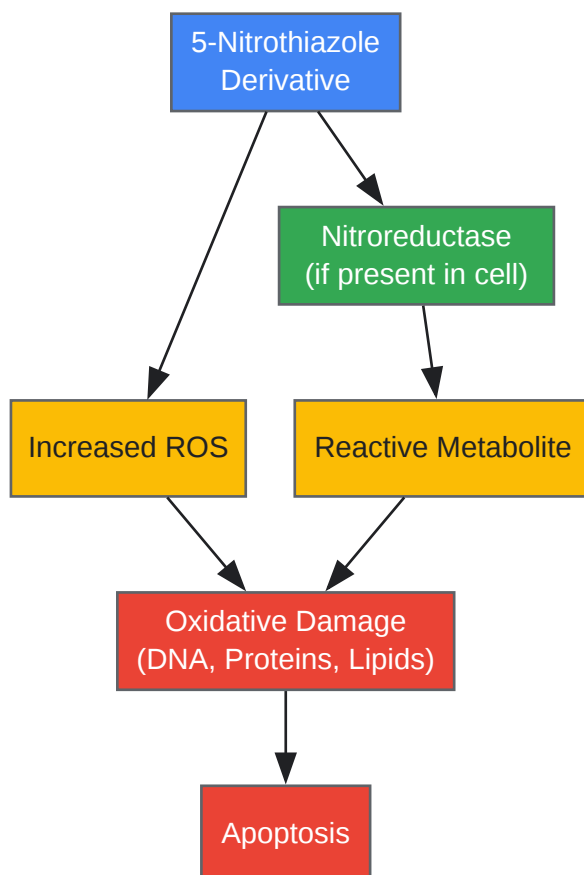 5-Nitrothiazole
Derivative
Nitroreductase
(if present in cell)
Increased ROS
Reactive Metabolite
Oxidative Damage
(DNA, Proteins, Lipids)
Apoptosis